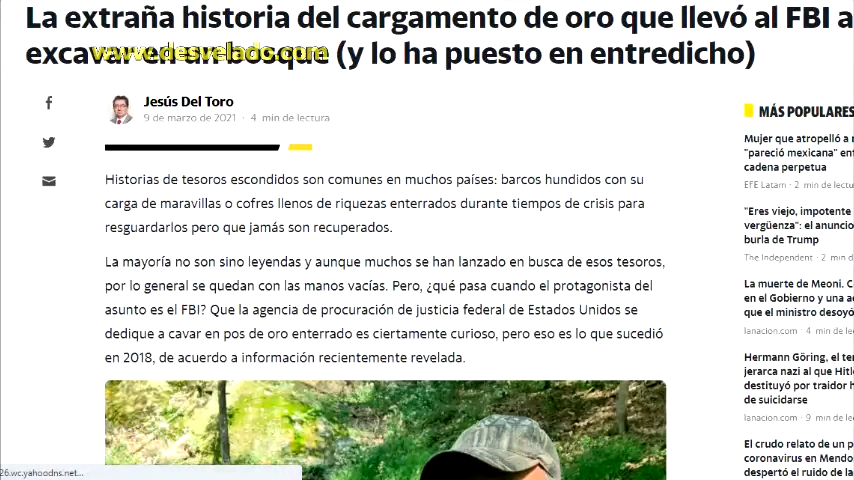 La extraña historia del cargamento de oro que llevó al FBI a
excavar en un bosque (y lo ha puesto en entredicho)
www.desvelado.com
Jesús Del Toro
9 de marzo de 2021 · 4 min de lectura
Historias de tesoros escondidos son comunes en muchos países: barcos hundidos con su
carga de maravillas o cofres llenos de riquezas enterrados durante tiempos de crisis para
resguardarlos pero que jamás son recuperados.
La mayoría no son sino leyendas y aunque muchos se han lanzado en busca de esos tesoros,
por lo general se quedan con las manos vacías. Pero, ¿qué pasa cuando el protagonista del
asunto es el FBI? Que la agencia de procuración de justicia federal de Estados Unidos se
dedique a cavar en pos de oro enterrado es ciertamente curioso, pero eso es lo que sucedió
en 2018, de acuerdo a información recientemente revelada.
MÁS POPULARES
Mujer que atropelló a
"pareció mexicana"
cadena perpetua
EFE Latam · 2 min de lectu
"Eres viejo, impotente
vergüenza": el anuncio
burla de Trump
The Independent · 2 min d
La muerte de Meoni. C
en el Gobierno y una a
que el ministro desoyó
lanacion.com · 4 min de le
Hermann Göring, el te
jerarca nazi al que Hitl
destituyó por traidor h
de suicidarse
lanacion.com · 9 min de le
El crudo relato de un p
coronavirus en Mendo
despertó el ruido de la
26.wc.yahoodns.net...